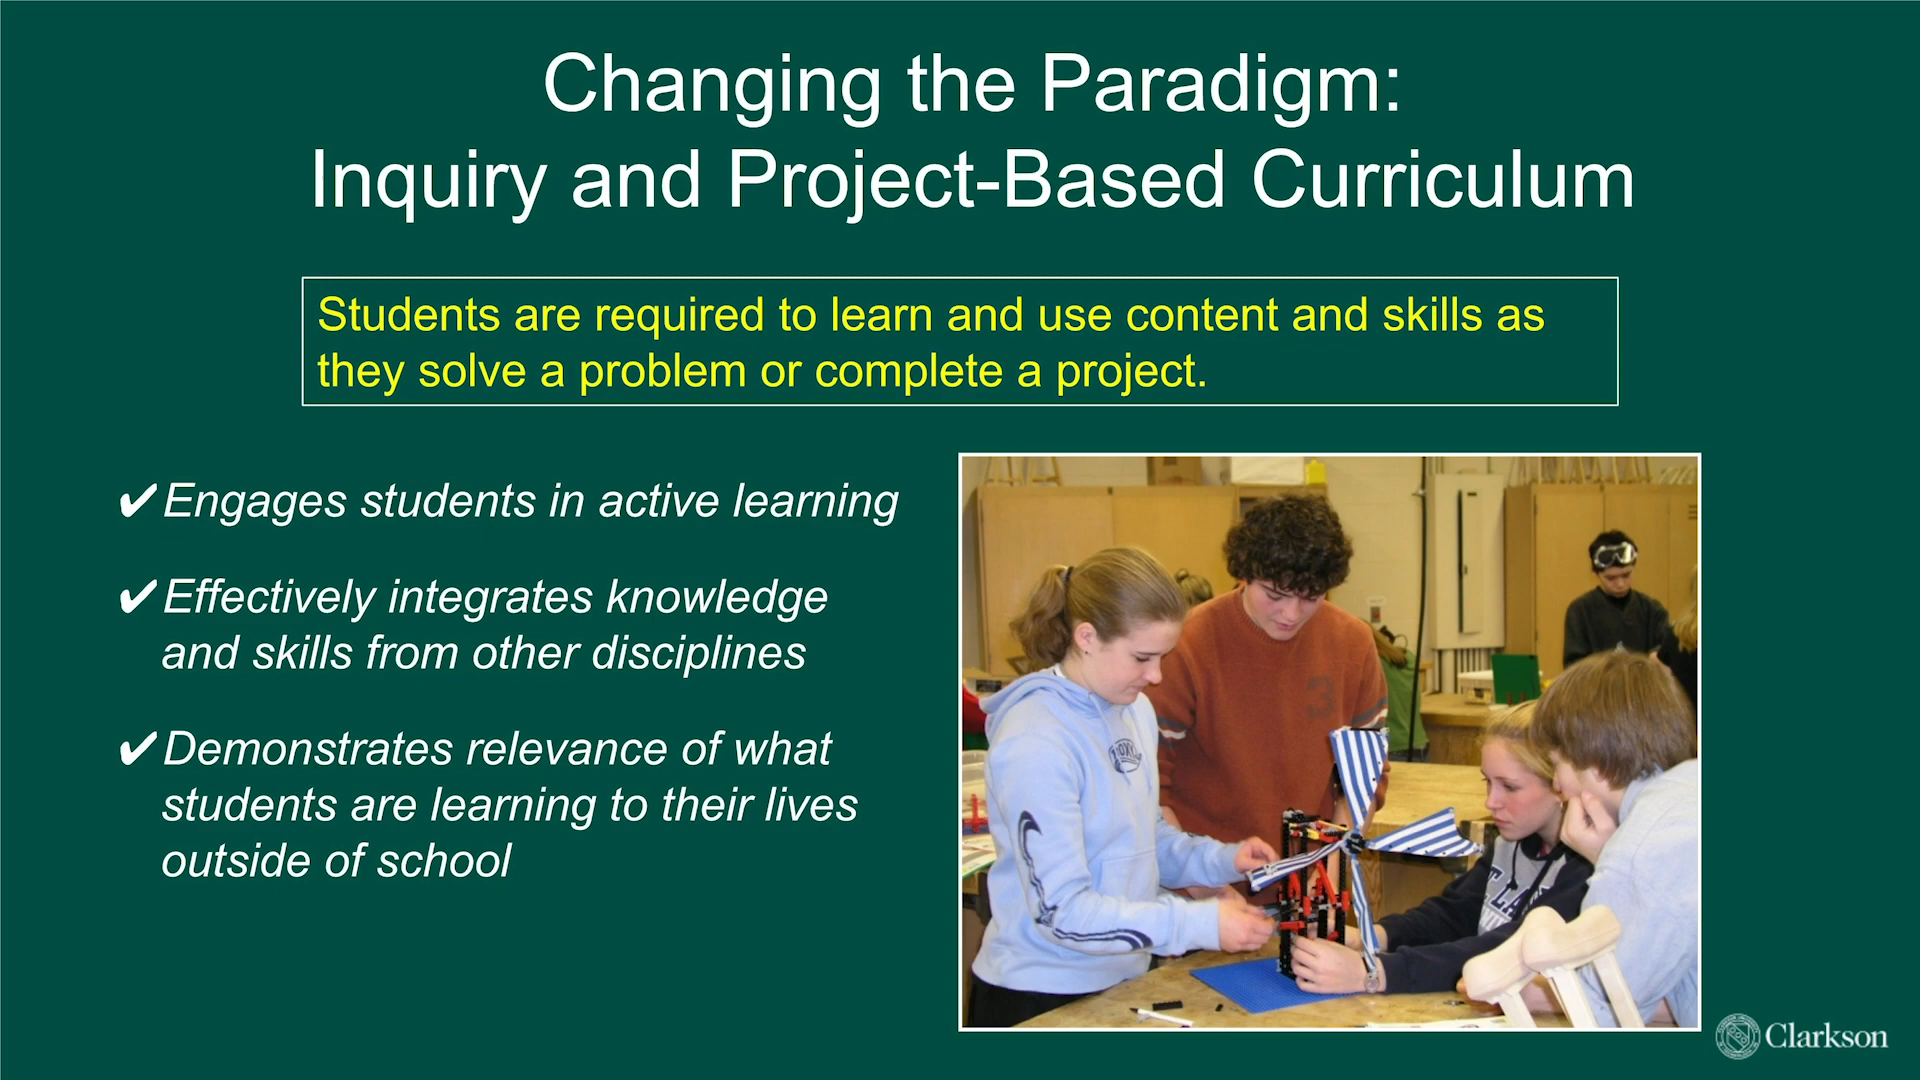 Changing the Paradigm:
Inquiry and Project-Based Curriculum
Students are required to learn and use content and skills as
they solve a problem or complete a project.
✔Engages students in active learning
✔Effectively integrates knowledge
and skills from other disciplines
✔Demonstrates relevance of what
students are learning to their lives
outside of school
3
Clarkson